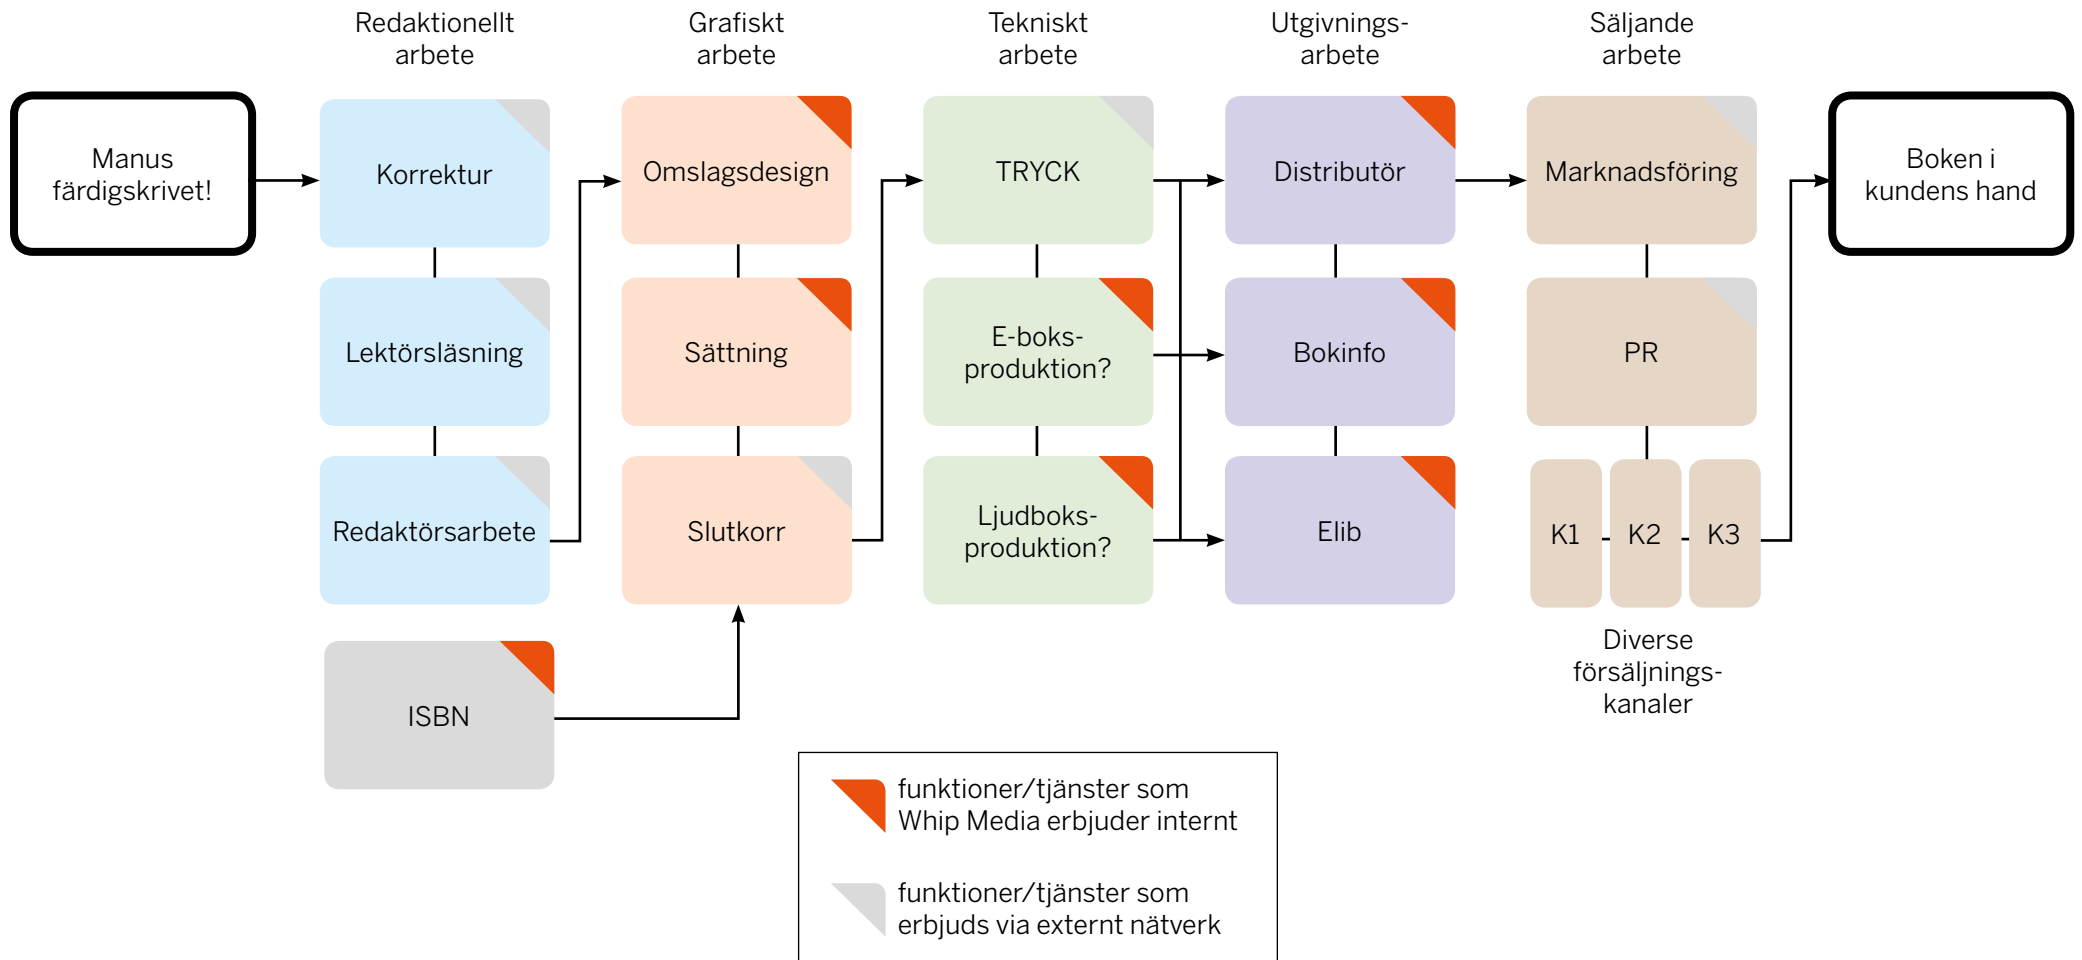 Redaktionellt
arbete
Grafiskt
arbete
Tekniskt
arbete
Utgivnings-
arbete
Säljande
arbete
Manus
färdigskrivet!
Korrektur
Omslagsdesign
TRYCK
Distributör
Marknadsföring
Boken i
kundens hand
Lektörsläsning
Sättning
E-boks-
produktion?
Bokinfo
PR
Redaktörsarbete
Slutkorr
Ljudboks-
produktion?
Elib
K1
K2
K3
ISBN
Diverse
försäljnings-
kanaler
funktioner/tjänster som
Whip Media erbjuder internt
funktioner/tjänster som
erbjuds via externt nätverk